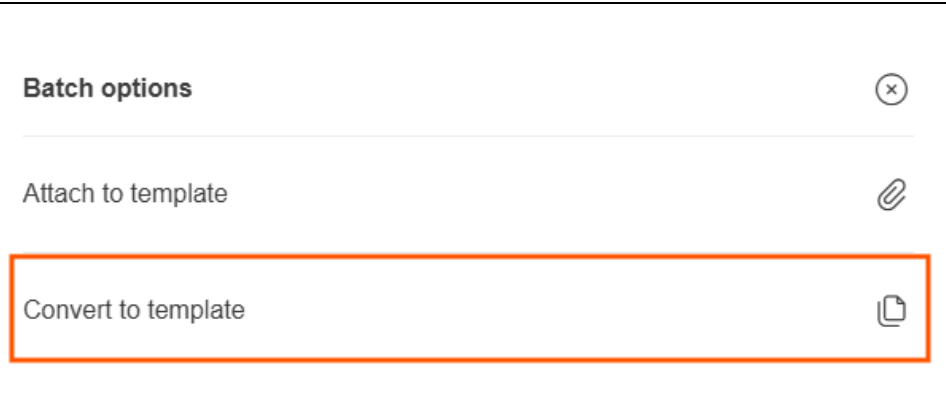 Batch options
Attach to template
Convert to template